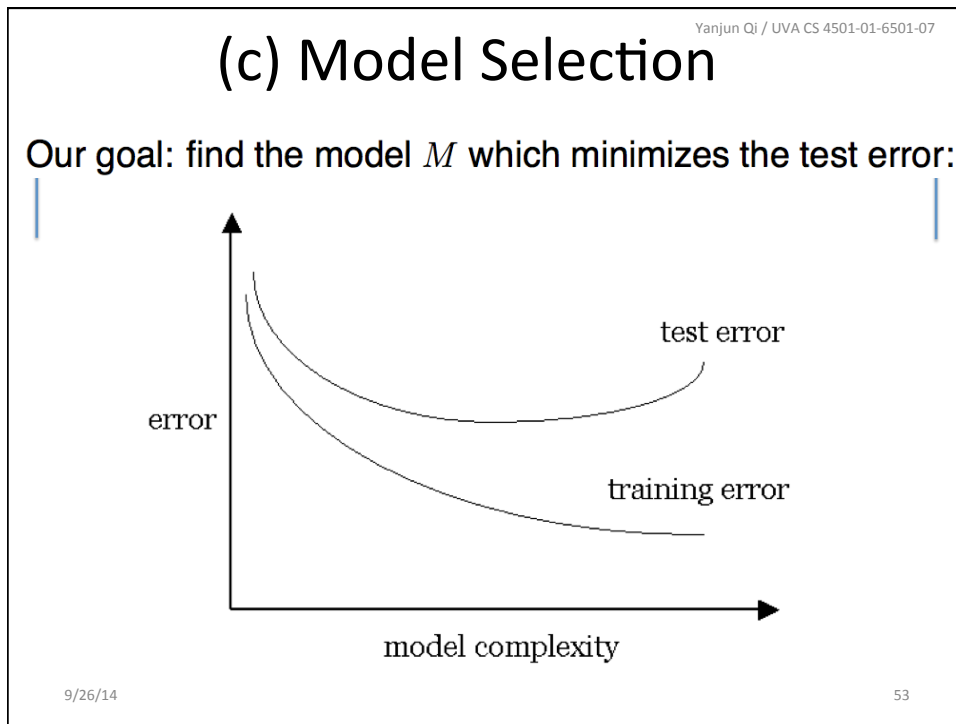 Yanjun Qi / UVA CS 4501-01-6501-07
(c) Model Selection
Our goal: find the model M which minimizes the test error:
test error
error
training error
model complexity
9/26/14
53